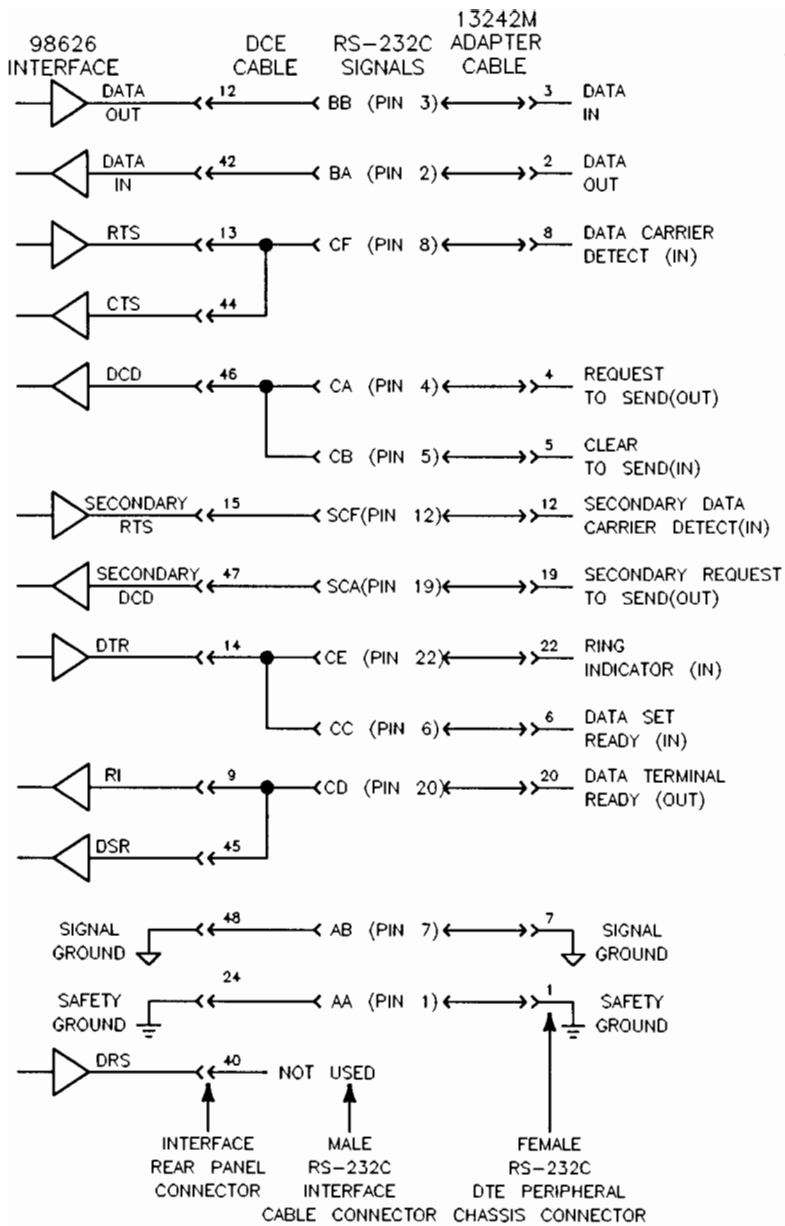 98626
INTERFACE
DCE
CABLE
RS-232C
SIGNALS
13242M
ADAPTER
CABLE
DATA
OUT
12
BB (PIN 3)
3
DATA
IN
DATA
IN
42
BA (PIN 2)
2
DATA
OUT
RTS
13
CF (PIN 8)
8
DATA CARRIER
DETECT (IN)
CTS
44
DCD
46
CA (PIN 4)
4
REQUEST
TO SEND(OUT)
CB (PIN 5)
5
CLEAR
TO SEND(IN)
SECONDARY
RTS
15
SCF(PIN 12)
12
SECONDARY DATA
CARRIER DETECT(IN)
SECONDARY
DCD
47
SCA(PIN 19)
19
SECONDARY REQUEST
TO SEND(OUT)
DTR
14
CE (PIN 22)
22
RING
INDICATOR (IN)
CC (PIN 6)
6
DATA SET
READY (IN)
RI
9
CD (PIN 20)
20
DATA TERMINAL
READY (OUT)
DSR
45
SIGNAL
GROUND
48
AB (PIN 7)
7
SIGNAL
GROUND
SAFETY
GROUND
24
AA (PIN 1)
1
SAFETY
GROUND
DRS
40
NOT USED
INTERFACE
REAR PANEL
CONNECTOR
MALE
RS-232C
INTERFACE
CABLE CONNECTOR
FEMALE
RS-232C
DTE PERIPHERAL
CHASSIS CONNECTOR